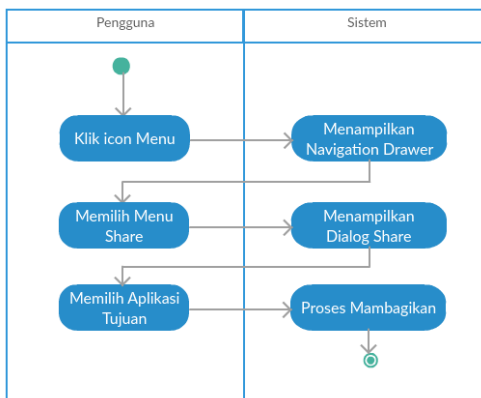 Pengguna
Sistem
Klik icon Menu
Menampilkan
Navigation Drawer
Memilih Menu
Share
Menampilkan
Dialog Share
Memilih Aplikasi
Tujuan
Proses Mambagikan